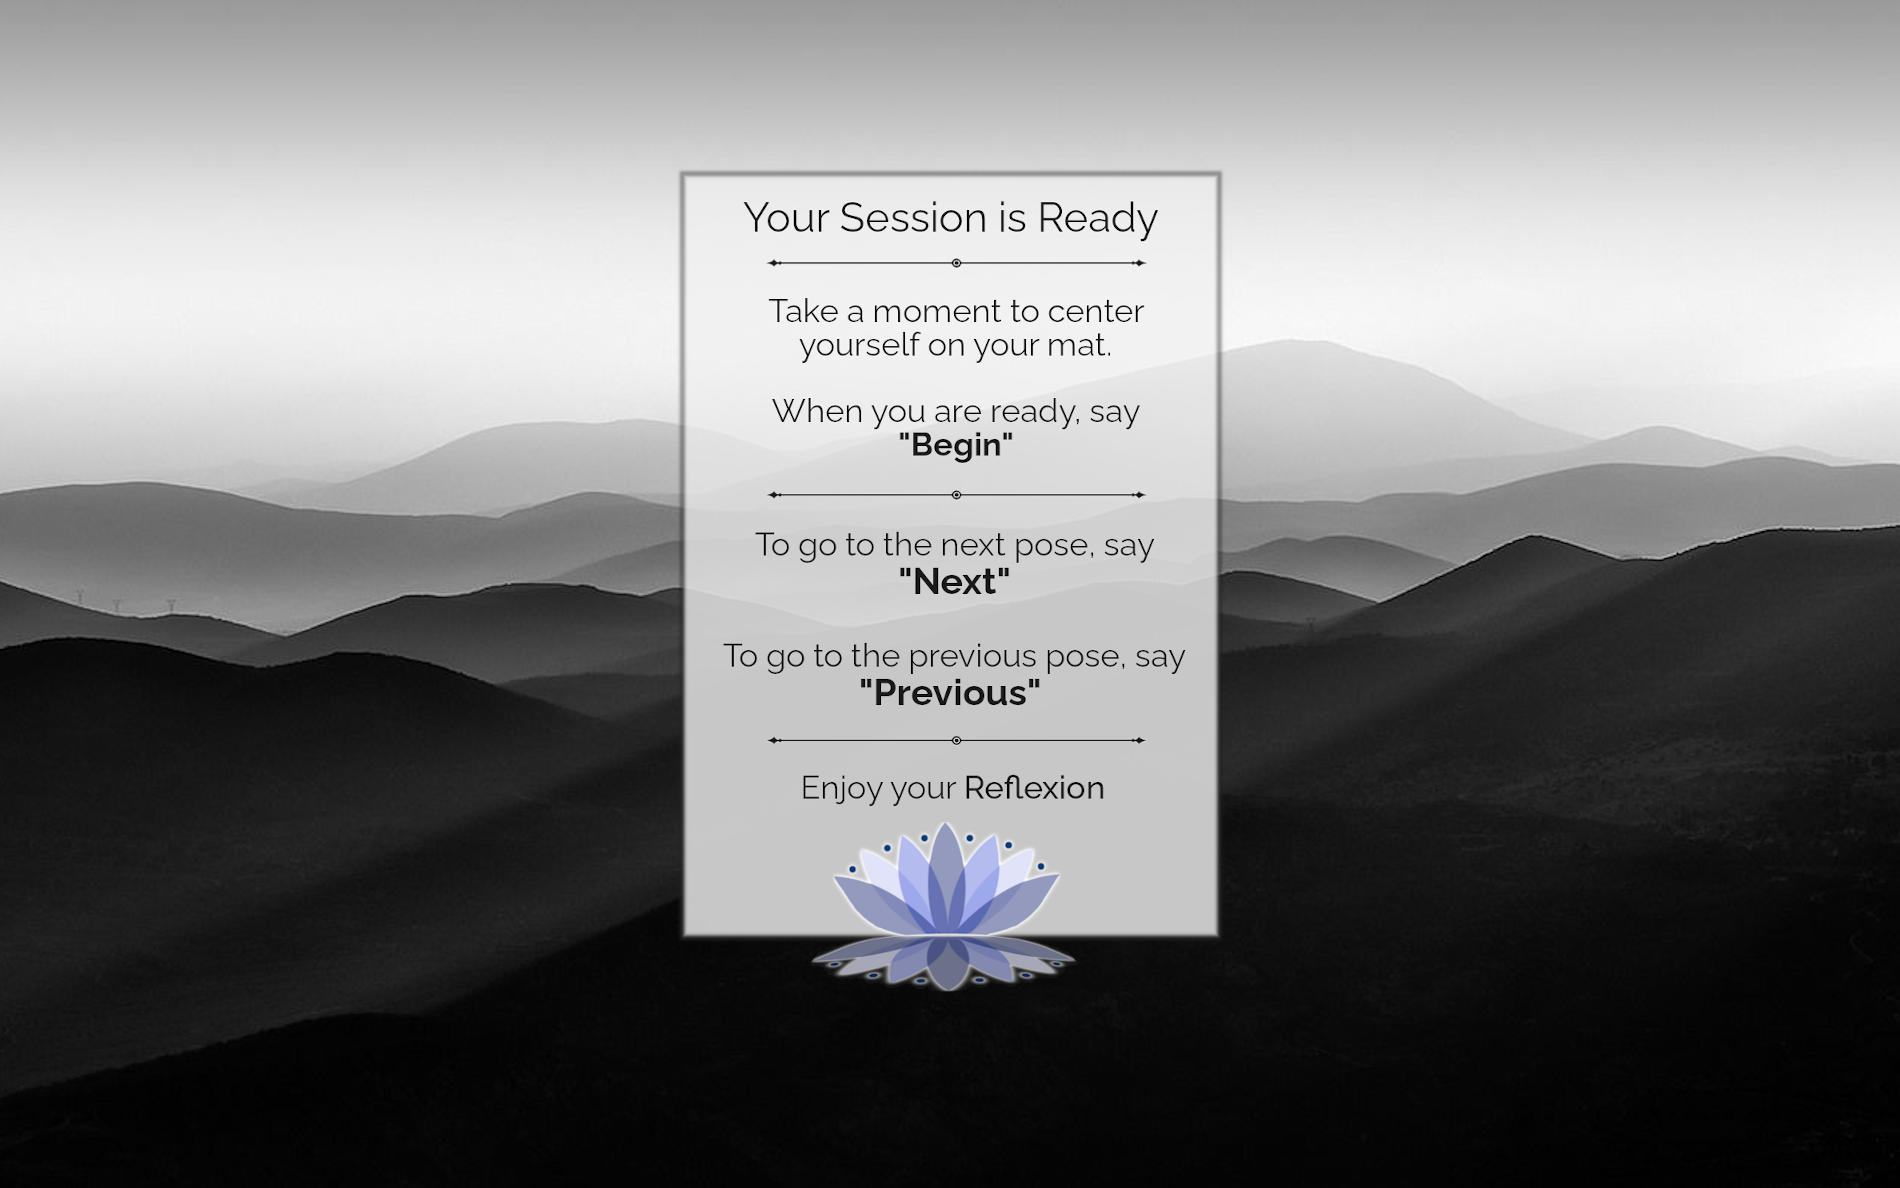 Your Session is Ready
Take a moment to center
yourself on your mat.
When you are ready, say
"Begin"
To go to the next pose, say
"Next"
To go to the previous pose, say
"Previous"
Enjoy your Reflexion